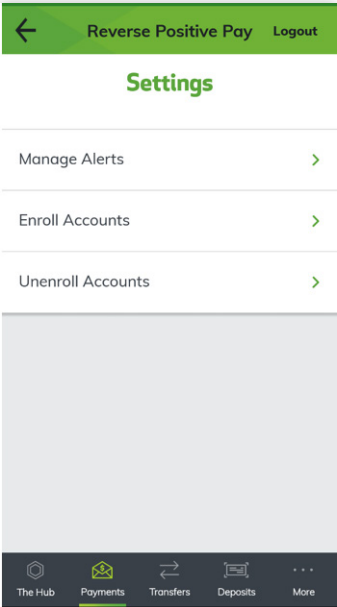 Reverse Positive Pay Logout
Settings
Manage Alerts
Enroll Accounts
Unenroll Accounts
The Hub Payments Transfers Deposits More